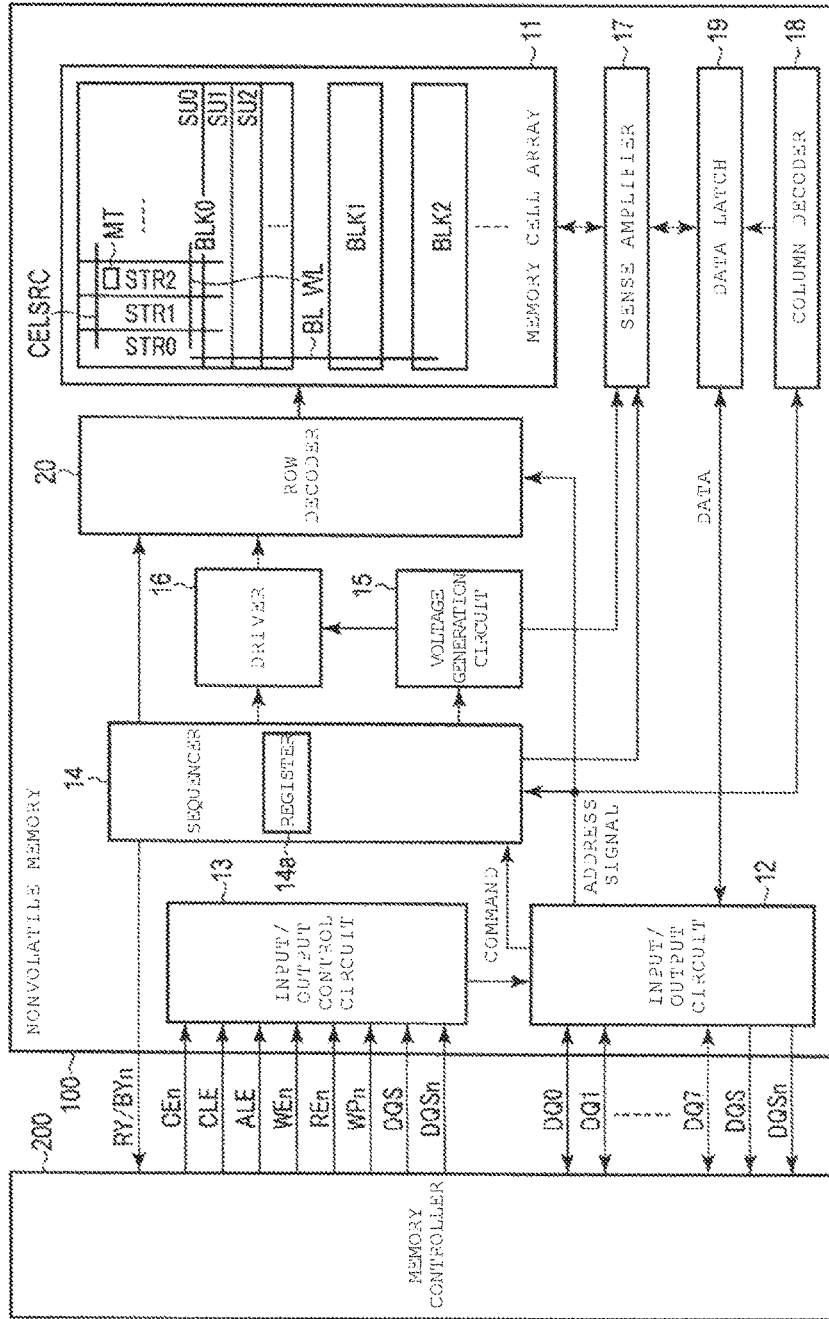 200
MEMORY
CONTROLLER
RY/BYn
CEn
CLE
ALE
WEn
REn
WPn
DQS
DQSn
DQ0
DQ1
DQ7
DQS
DQSn
100
NONVOLATILE MEMORY
13
INPUT/
OUTPUT
CONTROL
CIRCUIT
12
INPUT/
OUTPUT
CIRCUIT
COMMAND
ADDRESS
SIGNAL
DATA
14
SEQUENCER
REGISTER
14a
16
DRIVER
15
VOLTAGE
GENERATION
CIRCUIT
20
ROW
DECODER
CELSRC
MT
STR0
STR1
STR2
BLK0
SU0
SU1
SU2
BL
WL
BLK1
BLK2
MEMORY CELL ARRAY
11
SENSE AMPLIFIER
17
DATA LATCH
19
COLUMN DECODER
18